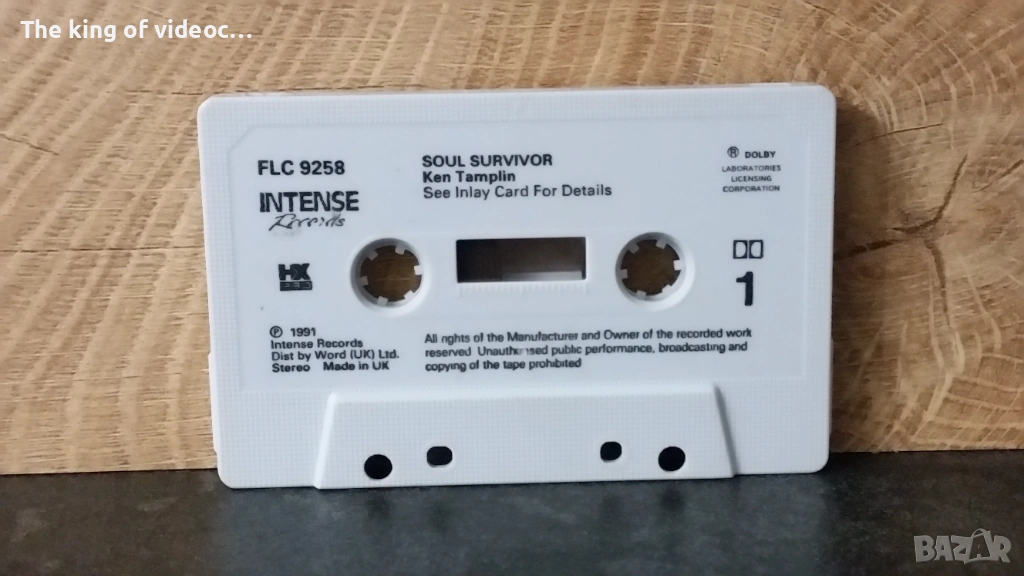 The king of videoc...
FLC 9258
INTENSE
Records
SOUL SURVIVOR
Ken Tamplin
See Inlay Card For Details
® DOLBY
LABORATORIES
LICENSING
CORPORATION
HX
PRO
1
℗ 1991
Intense Records
Dist by Word (UK) Ltd.
Stereo Made in UK
All rights of the Manufacturer and Owner of the recorded work
reserved Unauthorised public performance, broadcasting and
copying of the tape prohibited
BAZAR